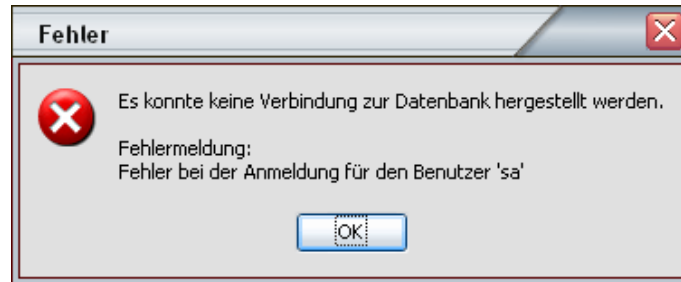 Fehler
Es konnte keine Verbindung zur Datenbank hergestellt werden.
Fehlermeldung:
Fehler bei der Anmeldung für den Benutzer 'sa'
OK